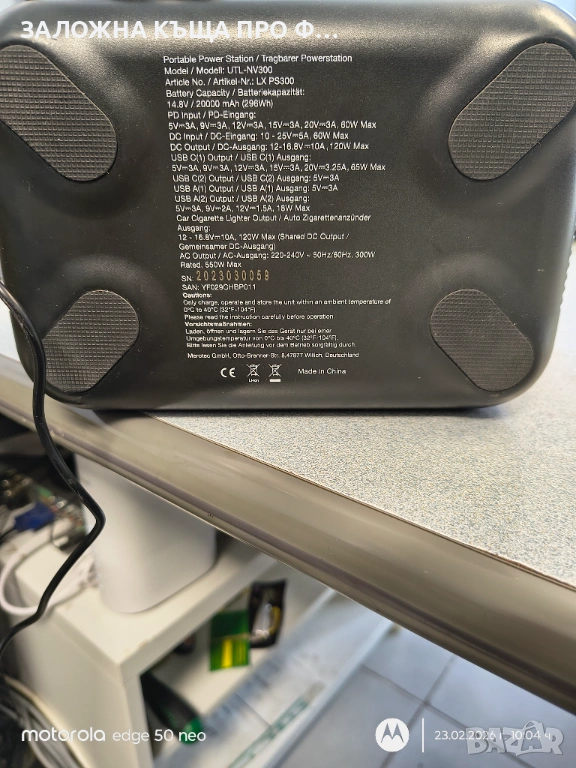 ЗАЛОЖНА КЪЩА ПРО Ф...
Portable Power Station / Tragbarer Powerstation
Model / Modell: UTL-NV300
Article No. / Artikel-Nr.: LX PS300
Battery Capacity / Batteriekapazität:
14.8V / 20000 mAh (296Wh)
PD Input / PD-Eingang:
5V⎓3A, 9V⎓3A, 12V⎓3A, 15V⎓3A, 20V⎓3A, 60W Max
DC Input / DC-Eingang: 10 - 25V⎓5A, 60W Max
DC Output / DC-Ausgang: 12-16.8V⎓10A ,120W Max
USB C(1) Output / USB C(1) Ausgang:
5V⎓3A, 9V⎓3A, 12V⎓3A, 15V⎓3A, 20V⎓3.25A, 65W Max
USB C(2) Output / USB C(2) Ausgang: 5V⎓3A
USB A(1) Output / USB A(1) Ausgang: 5V⎓3A
USB A(2) Output / USB A(2) Ausgang:
5V⎓3A, 9V⎓2A, 12V⎓1.5A, 18W Max
Car Cigarette Lighter Output / Auto Zigarettenanzünder
Ausgang:
12 - 16.8V⎓10A, 120W Max (Shared DC Output /
Gemeinsamer DC-Ausgang)
AC Output / AC-Ausgang: 220-240V ~ 50Hz/60Hz, 300W
Rated, 550W Max
SN: 2023030059
SAN: YF029CHBP011
Cautions:
Only charge, operate and store the unit within an ambient temperature of
0°C to 40°C (32°F-104°F)
Please read the instruction carefully before operation
Vorsichtsmaßnahmen:
Laden, öffnen und lagern Sie das Gerät nur bei einer
Umgebungstemperatur von 0°C bis 40°C (32°F-104°F)
Bitte lesen Sie die Anleitung vor dem Betrieb sorgfältig durch.
Merotec GmbH, Otto-Brenner-Str. 8,47877 Willich, Deutschland
CE Li-ion Made in China
motorola edge 50 neo
23.02.2026 г. 10:04 ч.
bazar